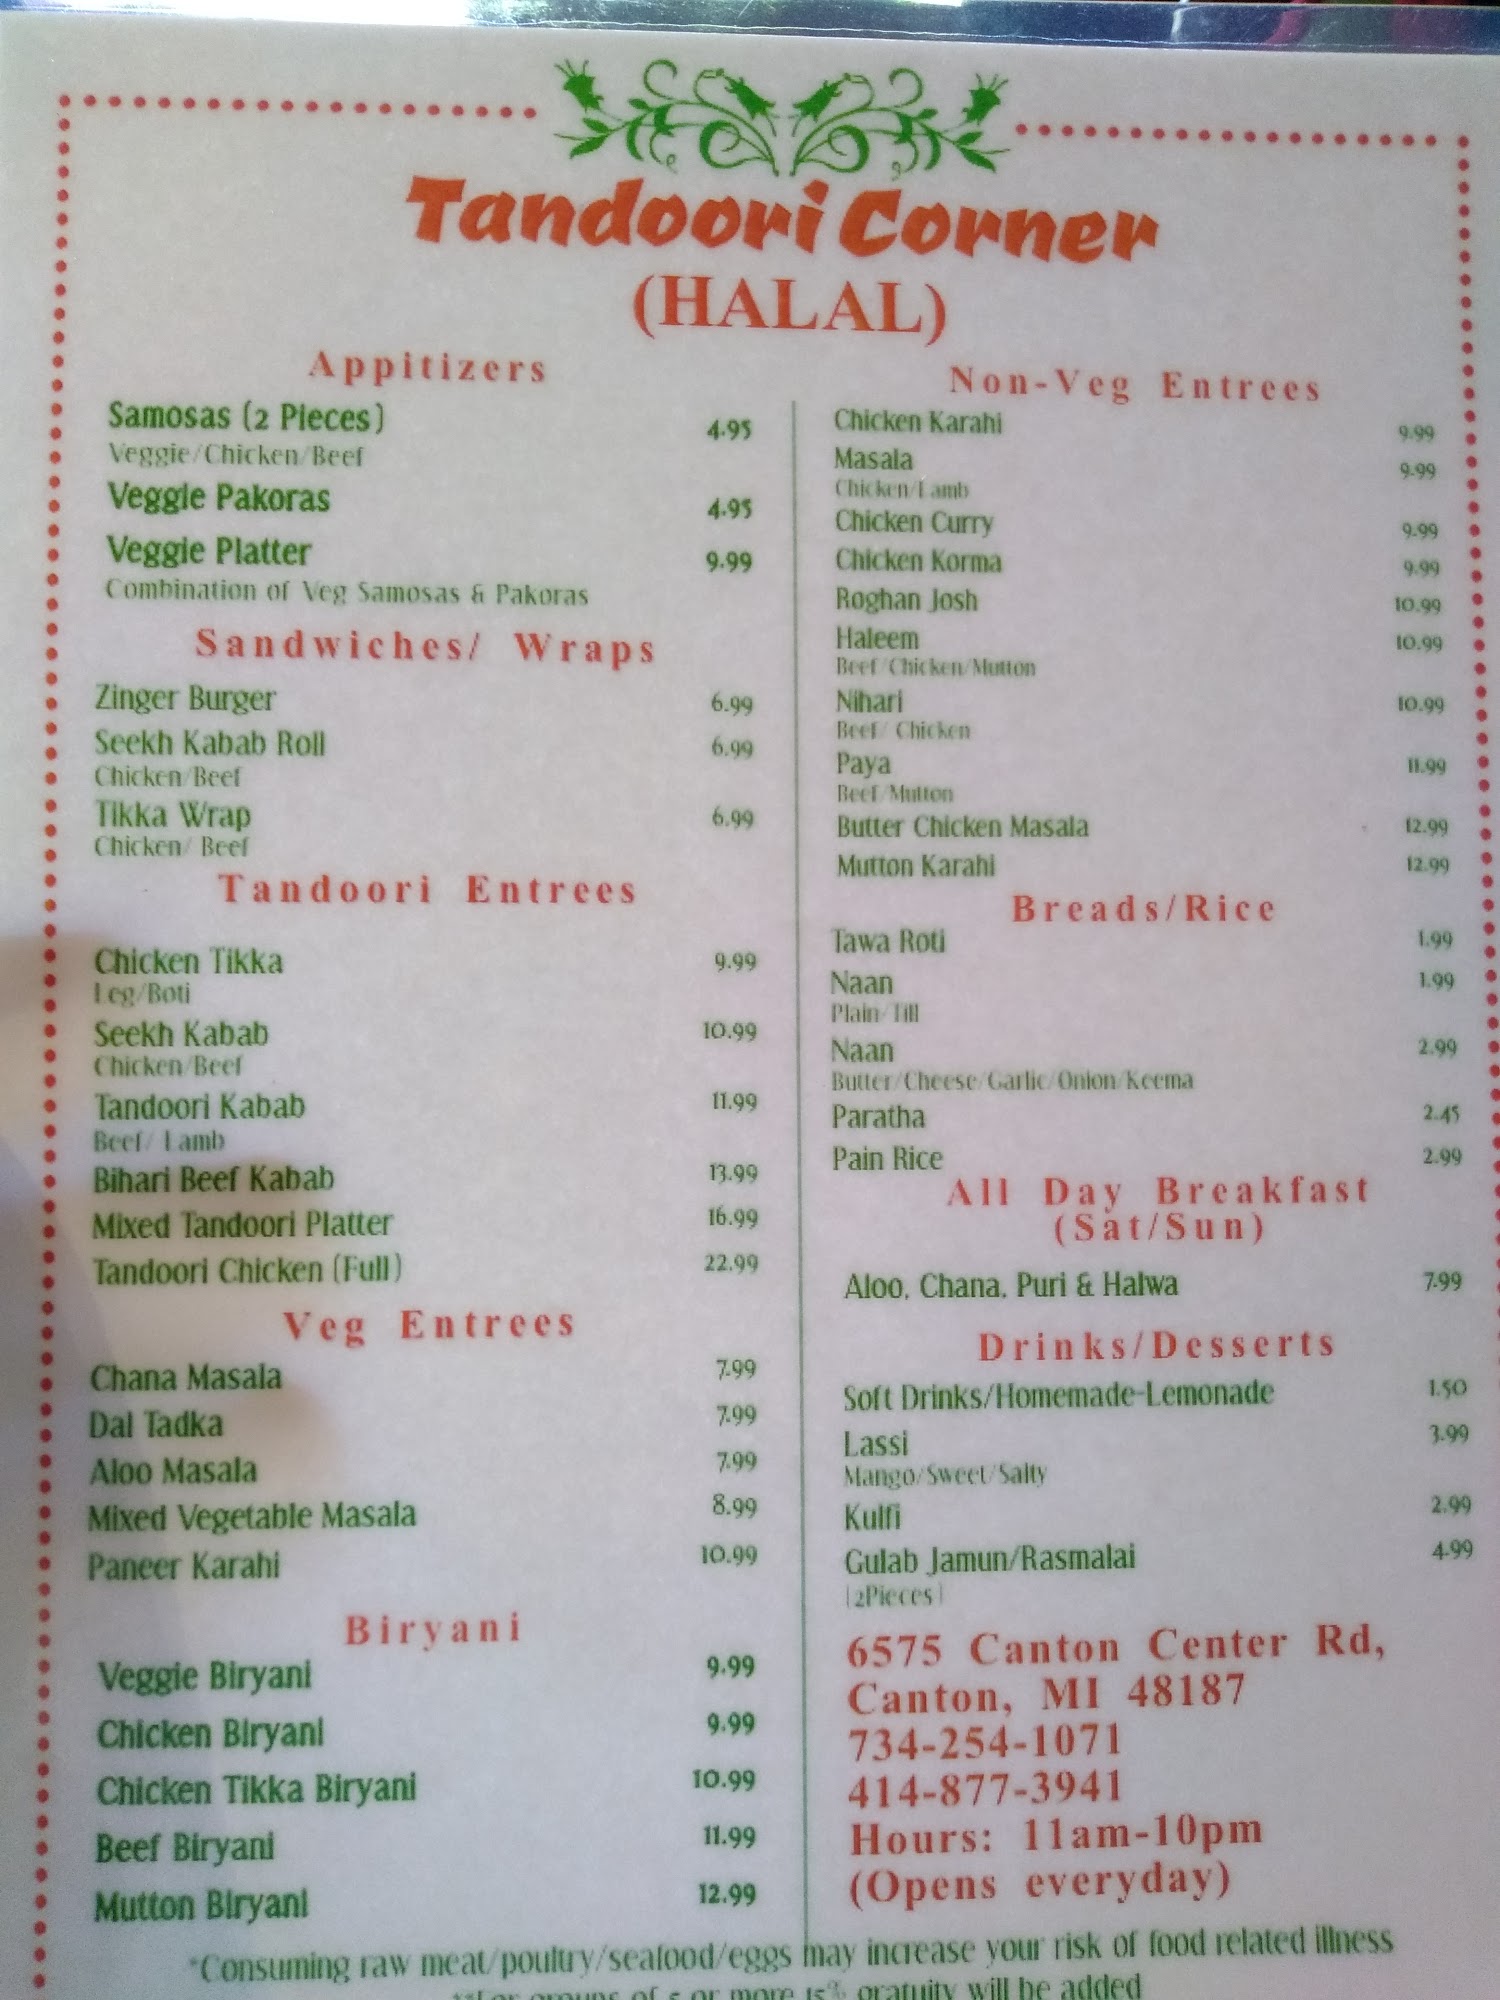 Tandoori Corner
(HALAL)
Appitizers
Samosas (2 Pieces) 4.95
Veggie/Chicken/Beef
Veggie Pakoras 4.95
Veggie Platter 9.99
Combination of Veg Samosas & Pakoras
Sandwiches/ Wraps
Zinger Burger 6.99
Seekh Kabab Roll 6.99
Chicken/Beef
Tikka Wrap 6.99
Chicken/ Beef
Tandoori Entrees
Chicken Tikka 9.99
Leg/Boti
Seekh Kabab 10.99
Chicken/Beef
Tandoori Kabab 11.99
Beef/ Lamb
Bihari Beef Kabab 13.99
Mixed Tandoori Platter 16.99
Tandoori Chicken (Full) 22.99
Veg Entrees
Chana Masala 7.99
Dal Tadka 7.99
Aloo Masala 7.99
Mixed Vegetable Masala 8.99
Paneer Karahi 10.99
Biryani
Veggie Biryani 9.99
Chicken Biryani 9.99
Chicken Tikka Biryani 10.99
Beef Biryani 11.99
Mutton Biryani 12.99
Non-Veg Entrees
Chicken Karahi 9.99
Masala 9.99
Chicken/Lamb
Chicken Curry 9.99
Chicken Korma 9.99
Roghan Josh 10.99
Haleem 10.99
Beef/Chicken/Mutton
Nihari 10.99
Beef/ Chicken
Paya 11.99
Beef/Mutton
Butter Chicken Masala 12.99
Mutton Karahi 12.99
Breads/Rice
Tawa Roti 1.99
Naan 1.99
Plain/Till
Naan 2.99
Butter/Cheese/Garlic/Onion/Keema
Paratha 2.45
Pain Rice 2.99
All Day Breakfast
(Sat/Sun)
Aloo, Chana, Puri & Halwa 7.99
Drinks/Desserts
Soft Drinks/Homemade-Lemonade 1.50
Lassi 3.99
Mango/Sweet/Salty
Kulfi 2.99
Gulab Jamun/Rasmalai 4.99
(2Pieces)
6575 Canton Center Rd,
Canton, MI 48187
734-254-1071
414-877-3941
Hours: 11am-10pm
(Opens everyday)
*Consuming raw meat/poultry/seafood/eggs may increase your risk of food related illness
**For groups of 5 or more 15% gratuity will be added